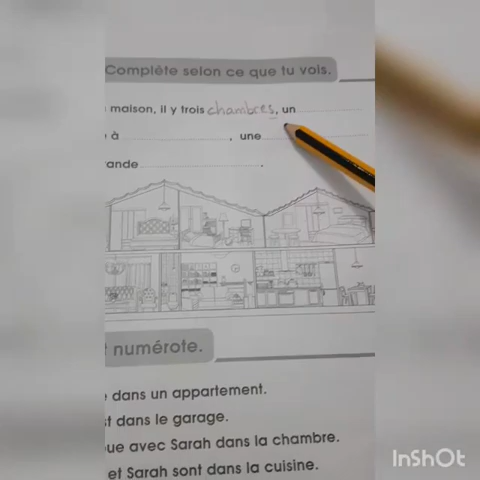 Complète selon ce que tu vois.
maison, il y trois chambres, un
à , une
ande .
numérote.
dans un appartement.
t dans le garage.
ue avec Sarah dans la chambre.
et Sarah sont dans la cuisine.
InShOt